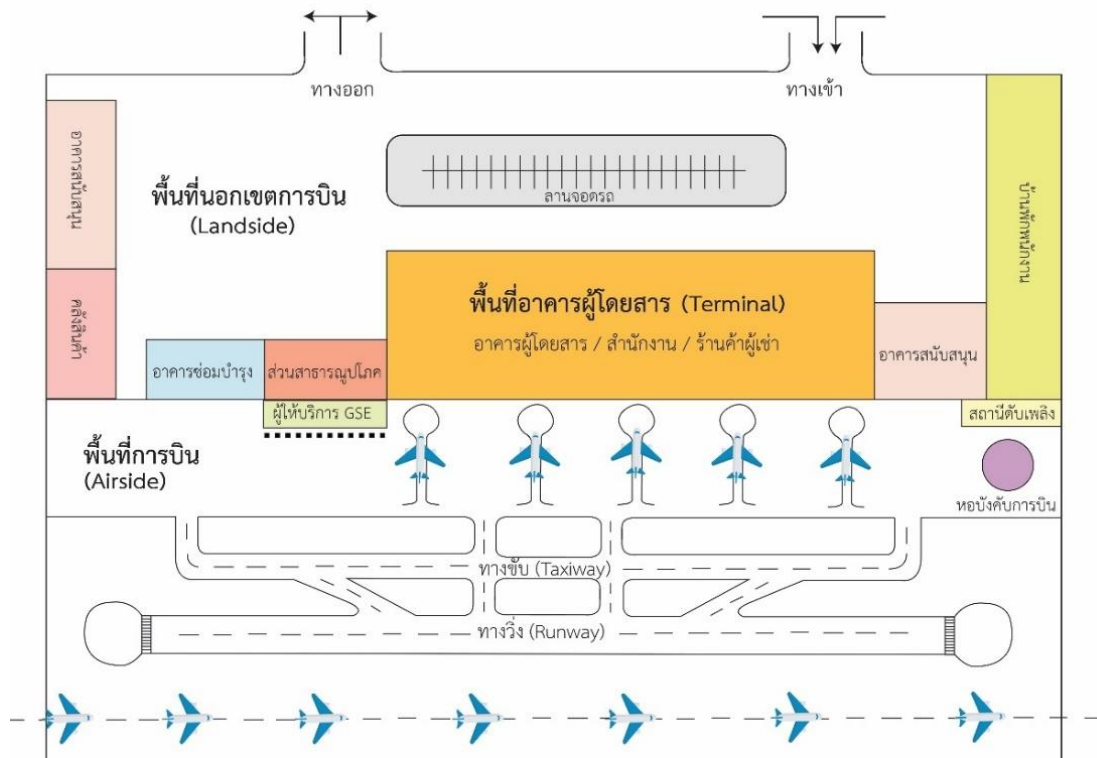 ทางออก
ทางเข้า
อาคารสนับสนุน
พื้นที่นอกเขตการบิน
(Landside)
ลานจอดรถ
บ้านพักพนักงาน
คลังสินค้า
พื้นที่อาคารผู้โดยสาร (Terminal)
อาคารผู้โดยสาร / สำนักงาน / ร้านค้าผู้เช่า
อาคารซ่อมบำรุง
ส่วนสาธารณูปโภค
อาคารสนับสนุน
ผู้ให้บริการ GSE
สถานีดับเพลิง
พื้นที่การบิน
(Airside)
หอบังคับการบิน
ทางขับ (Taxiway)
ทางวิ่ง (Runway)